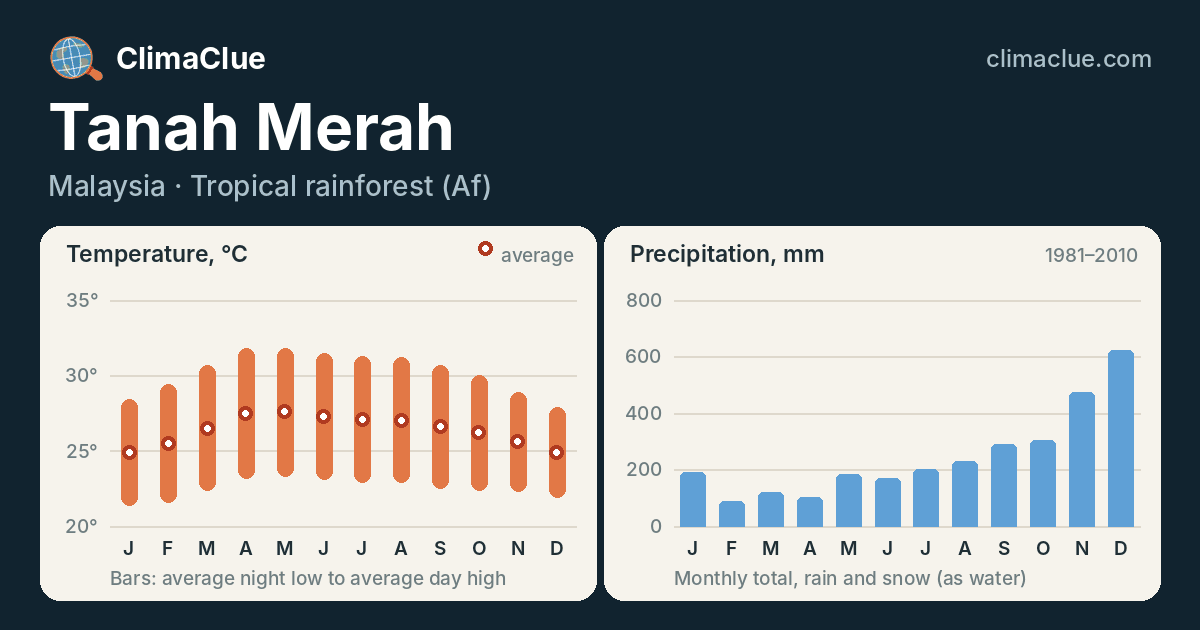 ClimaClue
climaclue.com
Tanah Merah
Malaysia · Tropical rainforest (Af)
Temperature, °C
average
35°
30°
25°
20°
J F M A M J J A S O N D
Bars: average night low to average day high
Precipitation, mm
1981–2010
800
600
400
200
0
J F M A M J J A S O N D
Monthly total, rain and snow (as water)